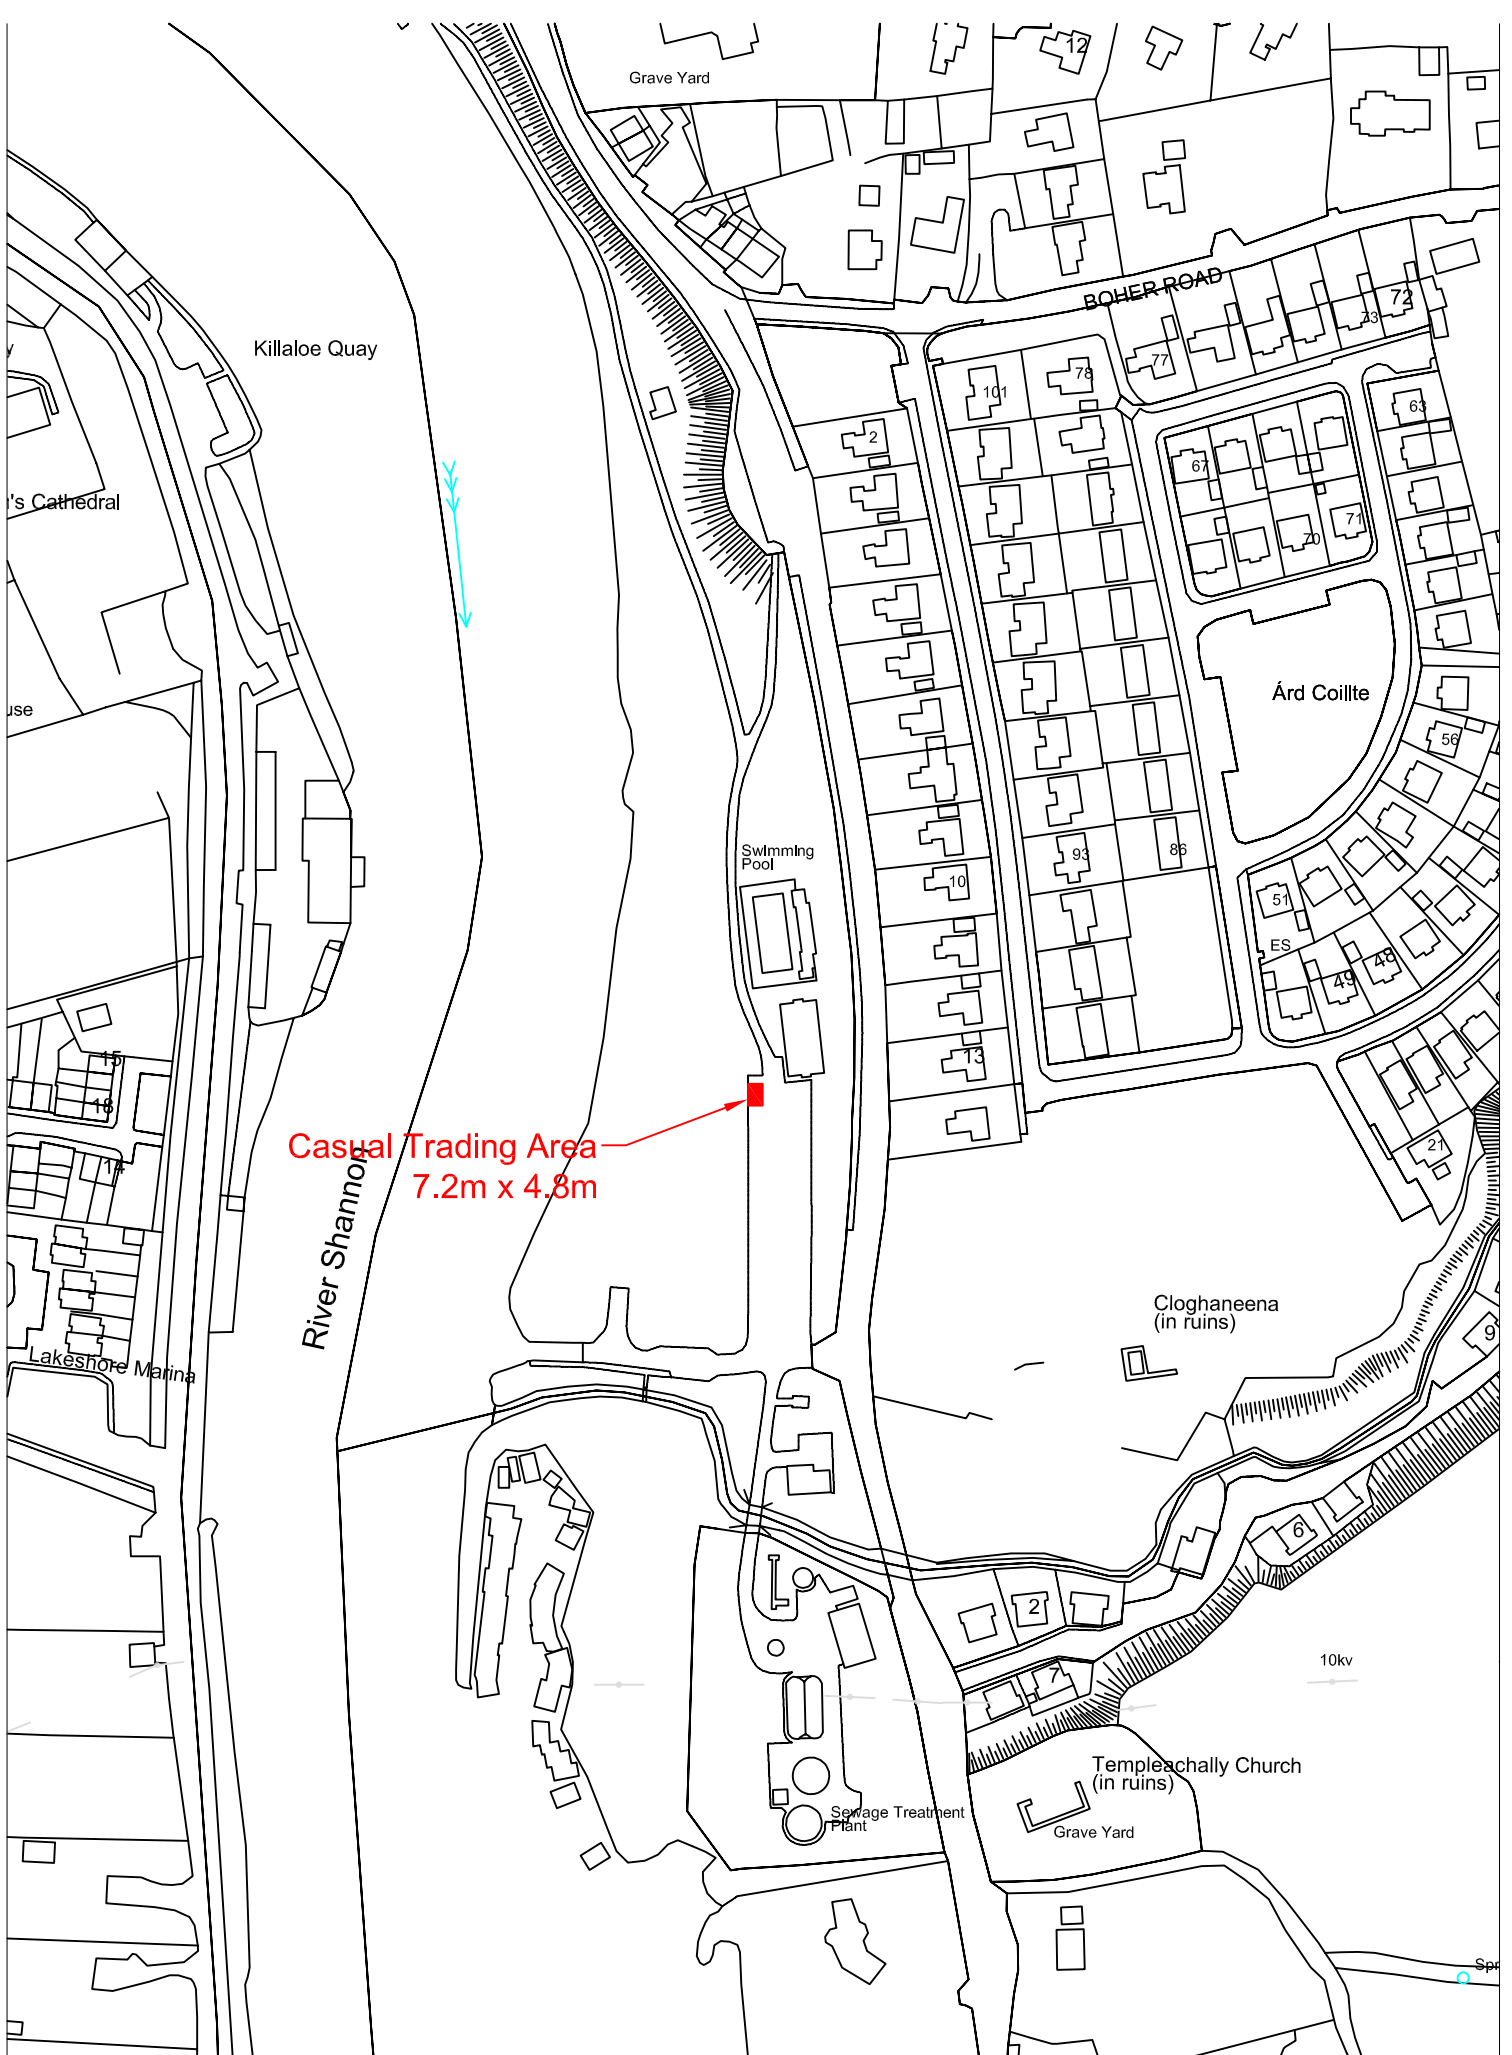 12
Grave Yard
BOHER ROAD
72
73
Killaloe Quay
77
78
101
63
2
67
's Cathedral
71
70
Árd Coillte
use
56
Swimming
Pool
93
86
10
51
ES
48
49
15
13
18
Casual Trading Area
7.2m x 4.8m
14
21
River Shannon
Cloghaneena
(in ruins)
9
Lakeshore Marina
6
2
10kv
7
Templeachally Church
(in ruins)
Sewage Treatment
Plant
Grave Yard
Spr